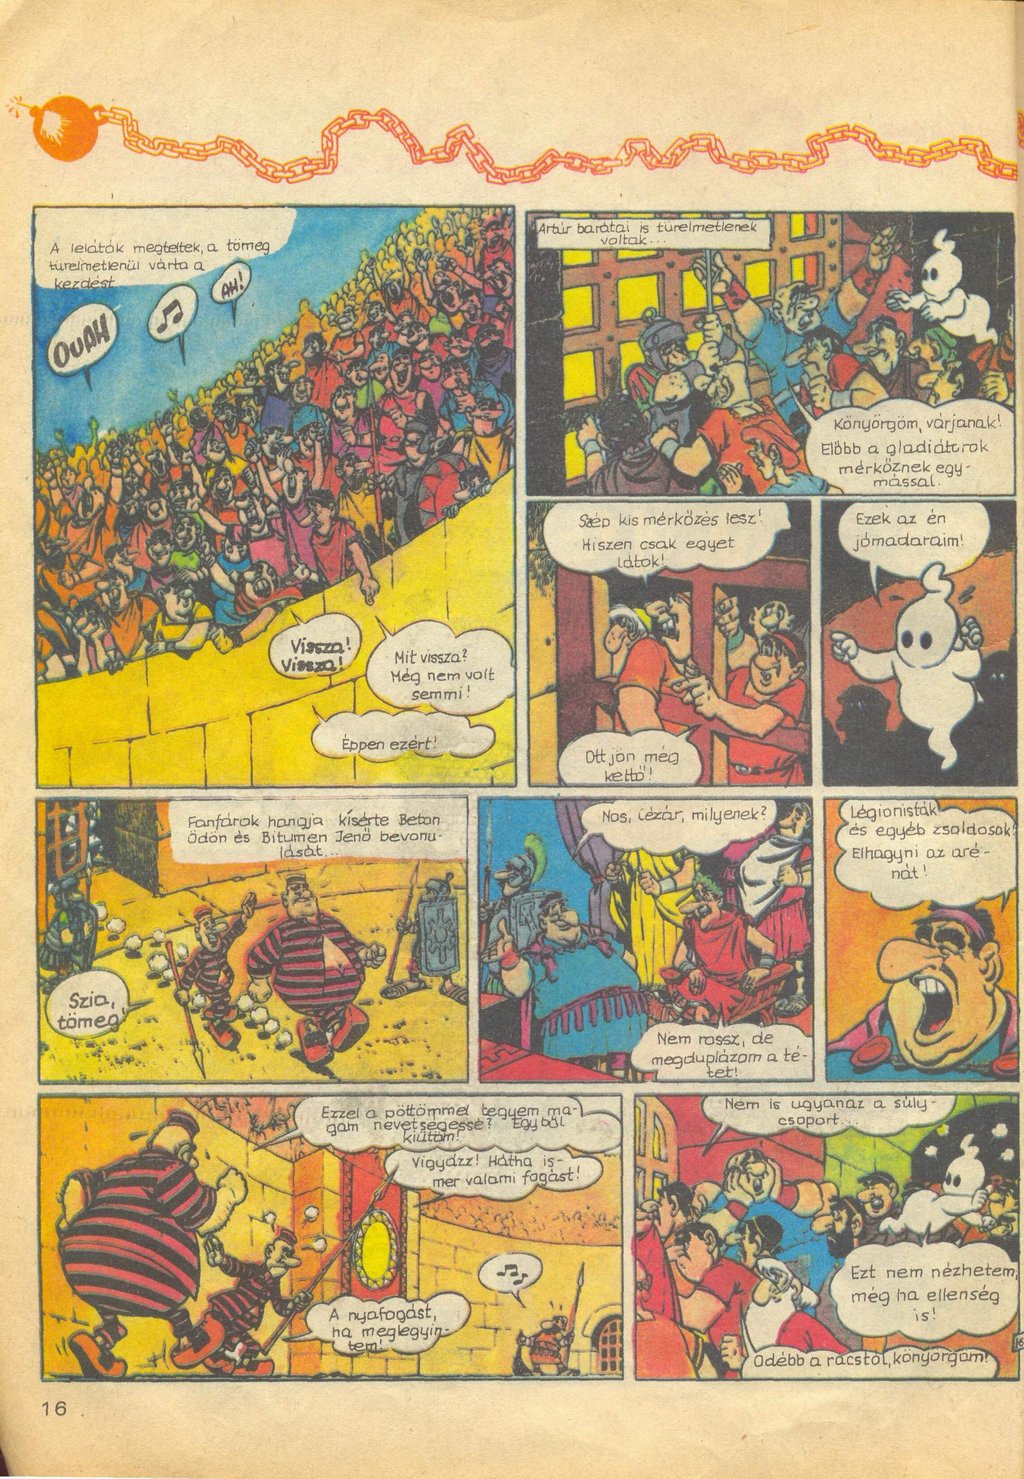 A lelátók megteltek, a tömeg
türelmetlenül várta a
kezdést.
OUAH
AH!
Vissza!
Vissza!
Mit vissza?
Még nem volt
semmi!
Éppen ezért!
Artúr barátai is türelmetlenek
voltak...
Könyörgöm, várjanak!
Előbb a gladiátorok
mérkőznek egy-
mással.
Szép kis mérkőzés lesz!
Hiszen csak egyet
látok!
Ott jön még
kettő!
Ezek az én
jómadaraim!
Fanfárok hangja kísérte Beton
Ödön és Bitumen Jenő bevonu-
lását...
Szia,
tömeg!
Nos, Cézár, milyenek?
Nem rossz, de
megduplázom a té-
tet!
Légionisták
és egyéb zsoldosok!
Elhagyni az aré-
nát!
Ezzel a pöttömmel tegyem ma-
gam nevetségessé? Egyből
kiütöm!
Vigyázz! Hátha is-
mer valami fogást!
A nyafogást,
ha meglegyin-
tem!
Nem is ugyanaz a súly-
csoport...
Ezt nem nézhetem,
még ha ellenség
is!
Odébb a rácstól, könyörgöm!
16